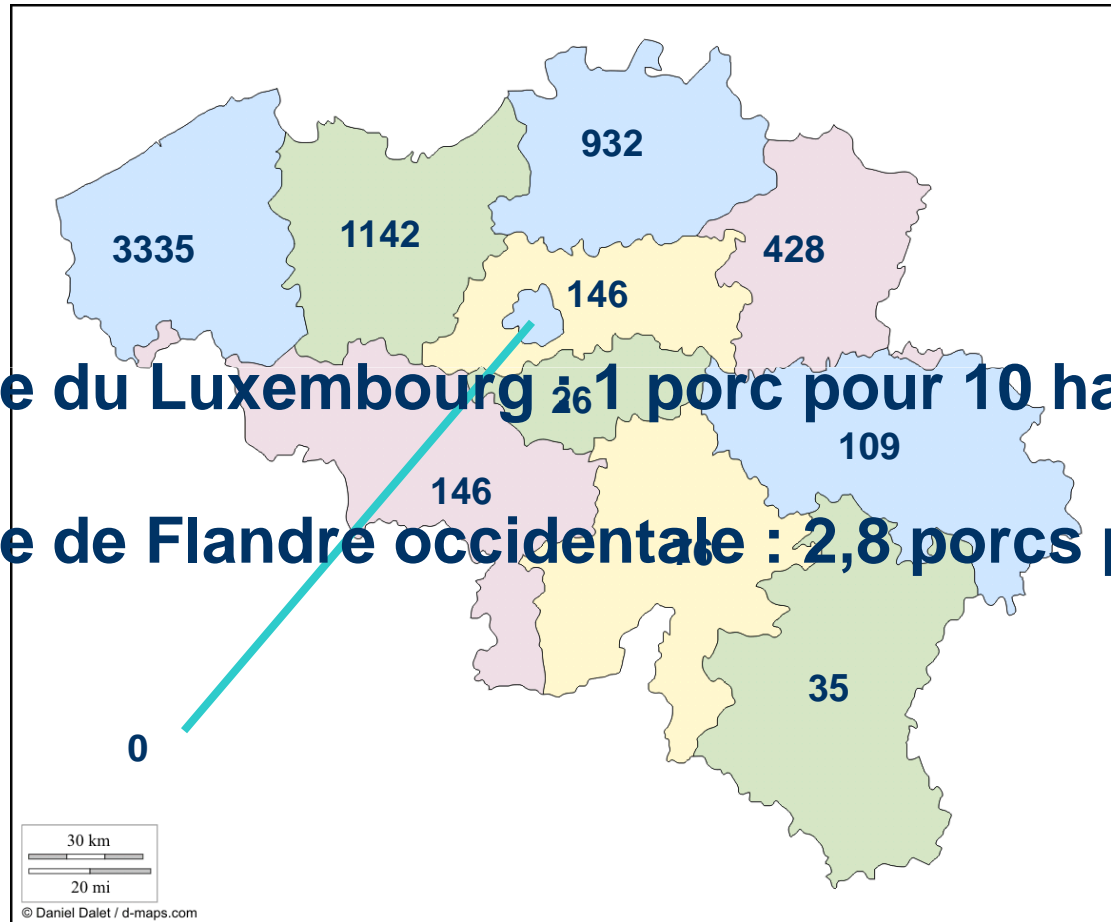 932
3335
1142
428
146
e du Luxembourg : 1 porc pour 10 ha
26
109
146
e de Flandre occidentale : 2,8 porcs p
35
0
30 km
20 mi
© Daniel Dalet / d-maps.com